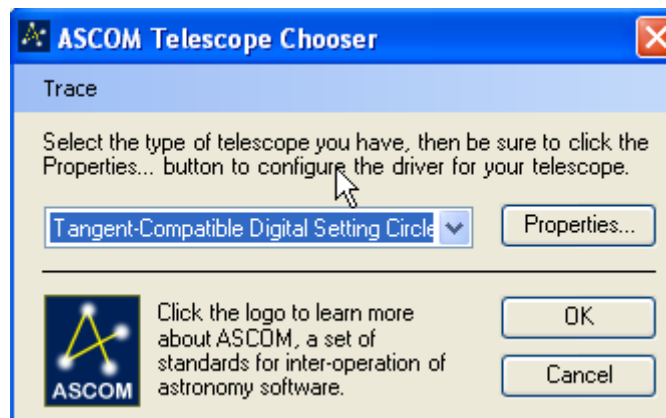 ASCOM Telescope Chooser
Trace
Select the type of telescope you have, then be sure to click the
Properties... button to configure the driver for your telescope.
Tangent-Compatible Digital Setting Circle
Properties...
Click the logo to learn more
about ASCOM, a set of
standards for inter-operation of
astronomy software.
ASCOM
OK
Cancel